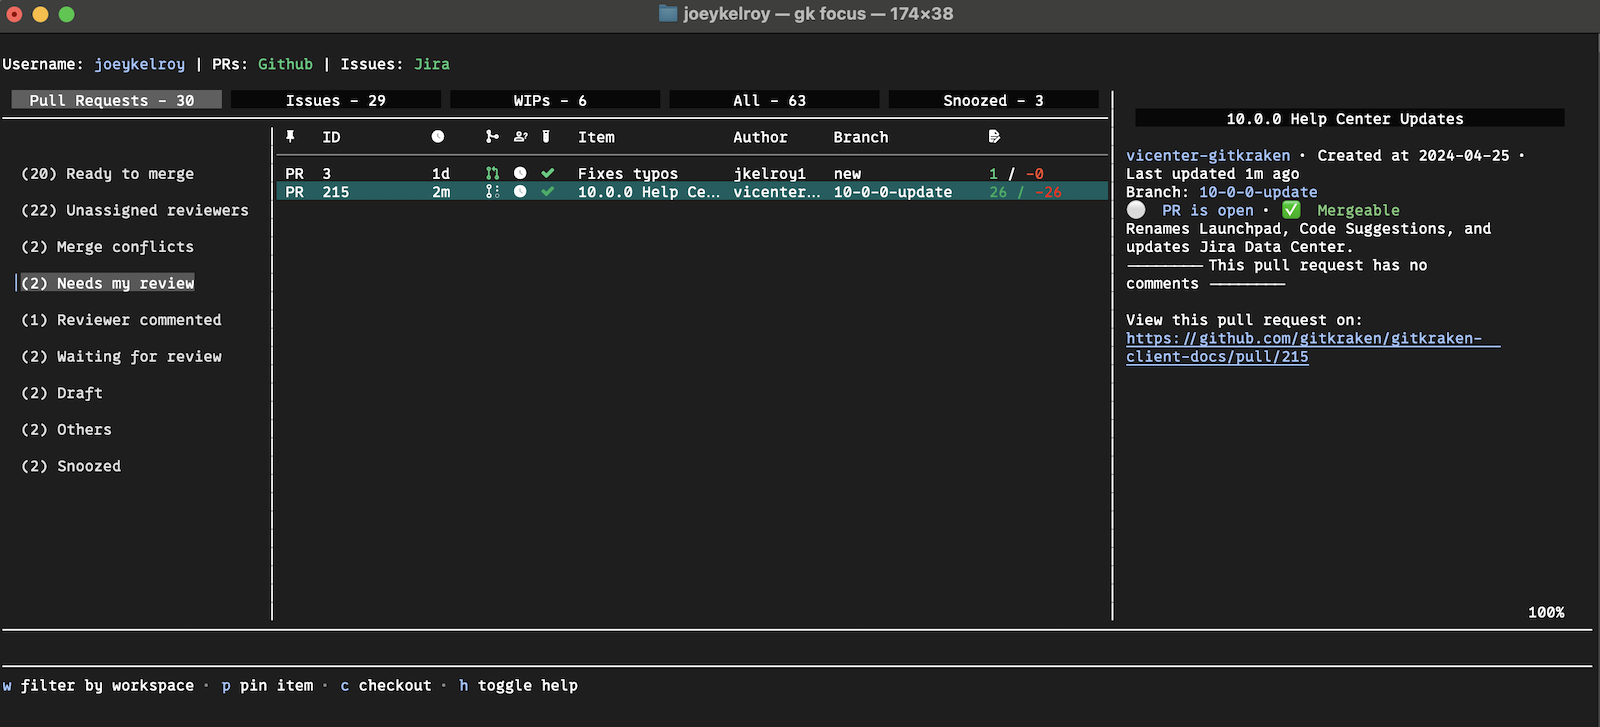 joeykelroy — gk focus — 174×38
Username: joeykelroy | PRs: Github | Issues: Jira
Pull Requests - 30 Issues - 29 WIPs - 6 All - 63 Snoozed - 3
10.0.0 Help Center Updates
ID Item Author Branch
(20) Ready to merge
(22) Unassigned reviewers
(2) Merge conflicts
(2) Needs my review
(1) Reviewer commented
(2) Waiting for review
(2) Draft
(2) Others
(2) Snoozed
PR 3 1d Fixes typos jkelroy1 new 1 / -0
PR 215 2m 10.0.0 Help Ce... vicenter... 10-0-0-update 26 / -26
vicenter-gitkraken · Created at 2024-04-25 ·
Last updated 1m ago
Branch: 10-0-0-update
PR is open · ✅ Mergeable
Renames Launchpad, Code Suggestions, and
updates Jira Data Center.
———————— This pull request has no
comments ————————
View this pull request on:
https://github.com/gitkraken/gitkraken-
client-docs/pull/215
100%
w filter by workspace · p pin item · c checkout · h toggle help